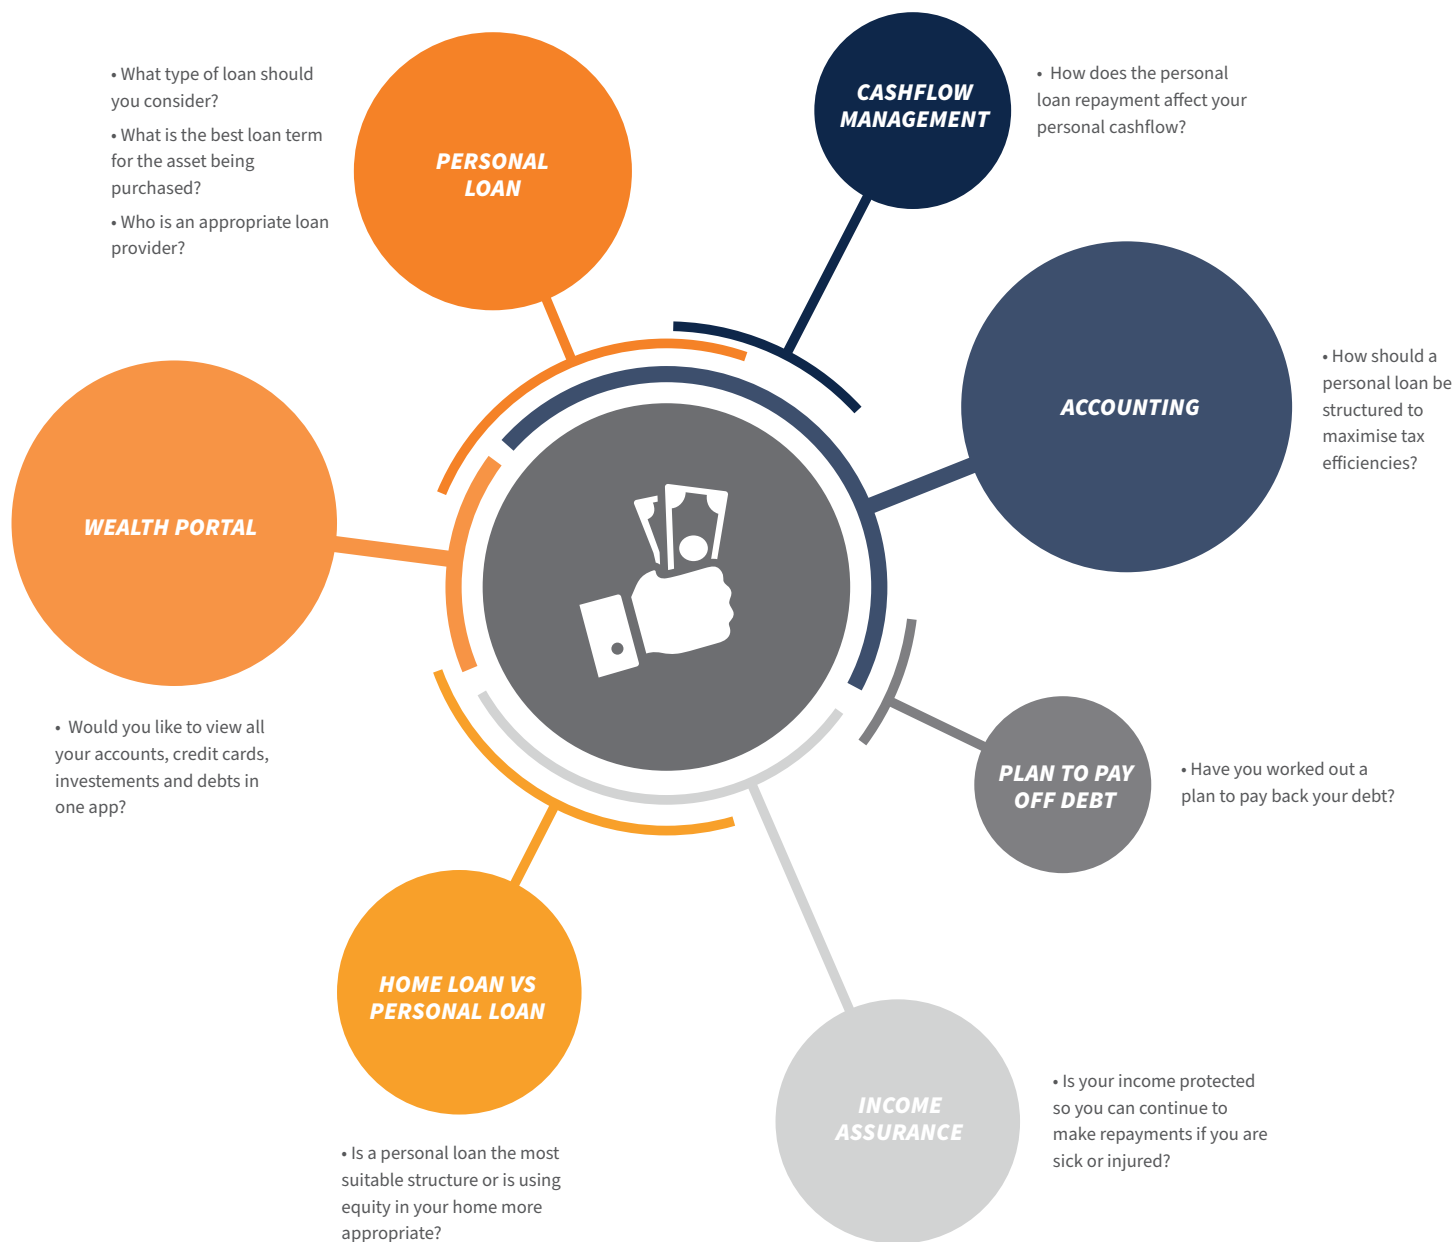 • What type of loan should
you consider?
• What is the best loan term
for the asset being
purchased?
• Who is an appropriate loan
provider?
PERSONAL
LOAN
CASHFLOW
MANAGEMENT
• How does the personal
loan repayment affect your
personal cashflow?
ACCOUNTING
• How should a
personal loan be
structured to
maximise tax
efficiencies?
WEALTH PORTAL
• Would you like to view all
your accounts, credit cards,
investements and debts in
one app?
PLAN TO PAY
OFF DEBT
• Have you worked out a
plan to pay back your debt?
HOME LOAN VS
PERSONAL LOAN
• Is a personal loan the most
suitable structure or is using
equity in your home more
appropriate?
INCOME
ASSURANCE
• Is your income protected
so you can continue to
make repayments if you are
sick or injured?